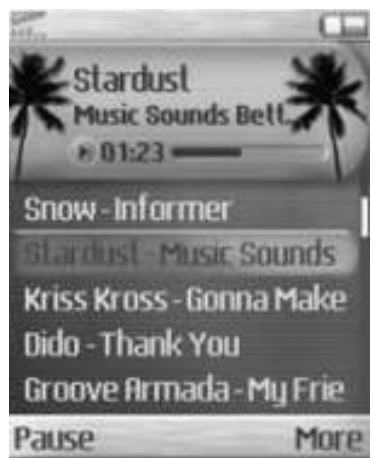 Stardust
Music Sounds Bett..
01:23
Snow - Informer
Stardust - Music Sounds
Kriss Kross - Gonna Make
Dido - Thank You
Groove Armada - My Frie
Pause
More